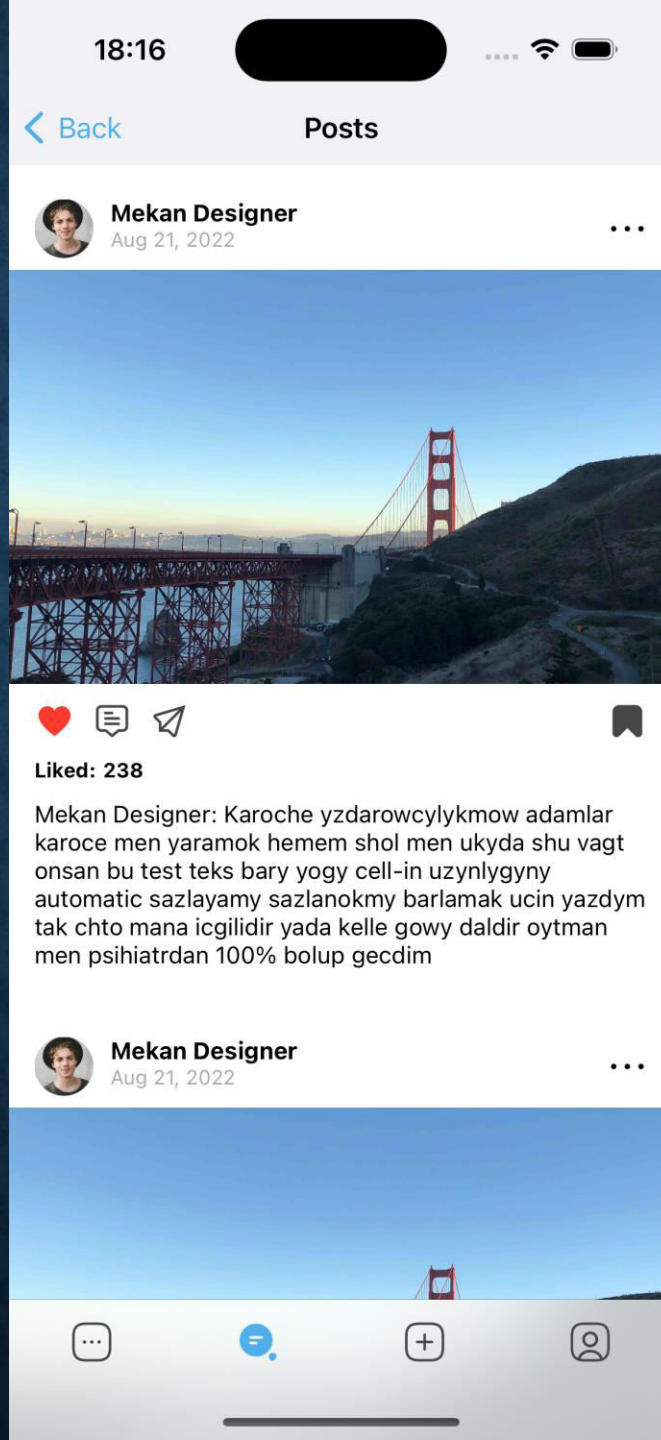 18:16
Back
Posts
Mekan Designer
Aug 21, 2022
Liked: 238
Mekan Designer: Karoche yzdarowcylykmow adamlar
karoce men yaramok hemem shol men ukyda shu vagt
onsan bu test teks bary yogy cell-in uzynlygyny
automatic sazlayamy sazlanokmy barlamak ucin yazdym
tak chto mana icgilidir yada kelle gowy daldir oytman
men psihiatrdan 100% bolup gecdim
Mekan Designer
Aug 21, 2022